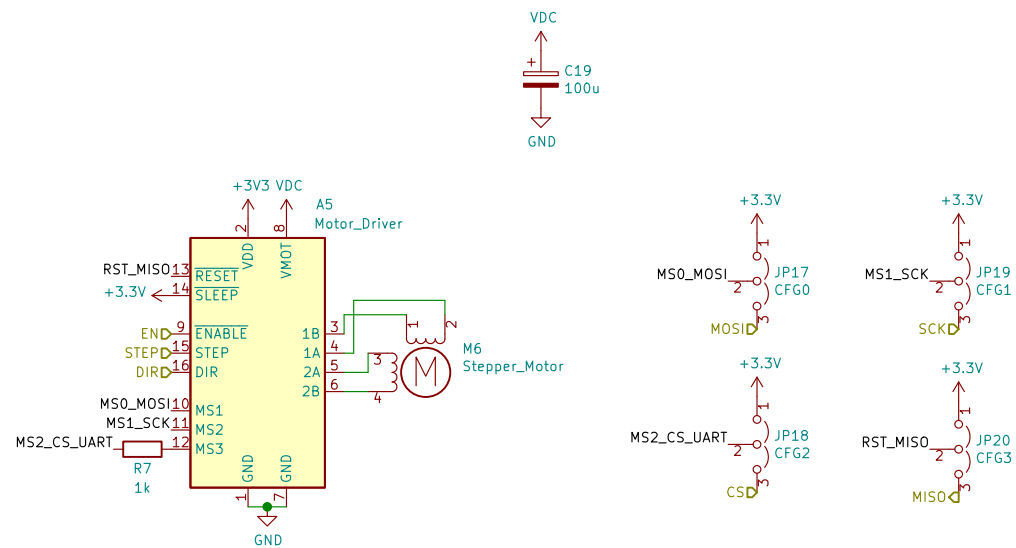 VDC
+
C19
100u
GND
+3V3 VDC
A5
Motor_Driver
2
8
VDD
VMOT
RST_MISO 13 RESET
+3.3V 14 SLEEP
EN 9 ENABLE
STEP 15 STEP
DIR 16 DIR
MS0_MOSI 10 MS1
MS1_SCK 11 MS2
MS2_CS_UART 12 MS3
R7
1k
1B 3
1A 4
2A 5
2B 6
1
2
3
4
M
M6
Stepper_Motor
GND
GND
1
7
GND
+3.3V
1
MS0_MOSI
2
JP17
CFG0
3
MOSI
+3.3V
1
MS1_SCK
2
JP19
CFG1
3
SCK
+3.3V
1
MS2_CS_UART
2
JP18
CFG2
3
CS
+3.3V
1
RST_MISO
2
JP20
CFG3
3
MISO